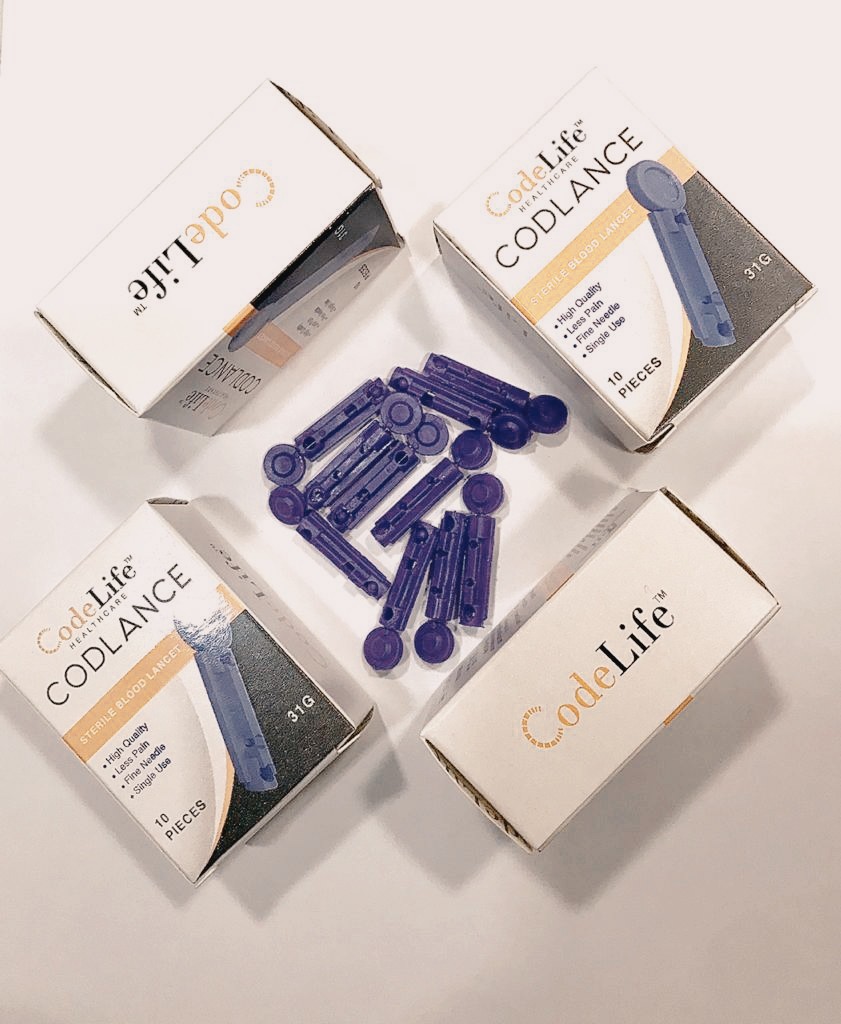 CodeLife™
CodeLife
CODLANCE
CodeLife™
HEALTHCARE
CODLANCE
STERILE BLOOD LANCET
• High Quality
• Less Pain
• Fine Needle
• Single Use
31G
10
PIECES
CodeLife™
HEALTHCARE
CODLANCE
STERILE BLOOD LANCET
• High Quality
• Less Pain
• Fine Needle
• Single Use
31G
10
PIECES
CodeLife™